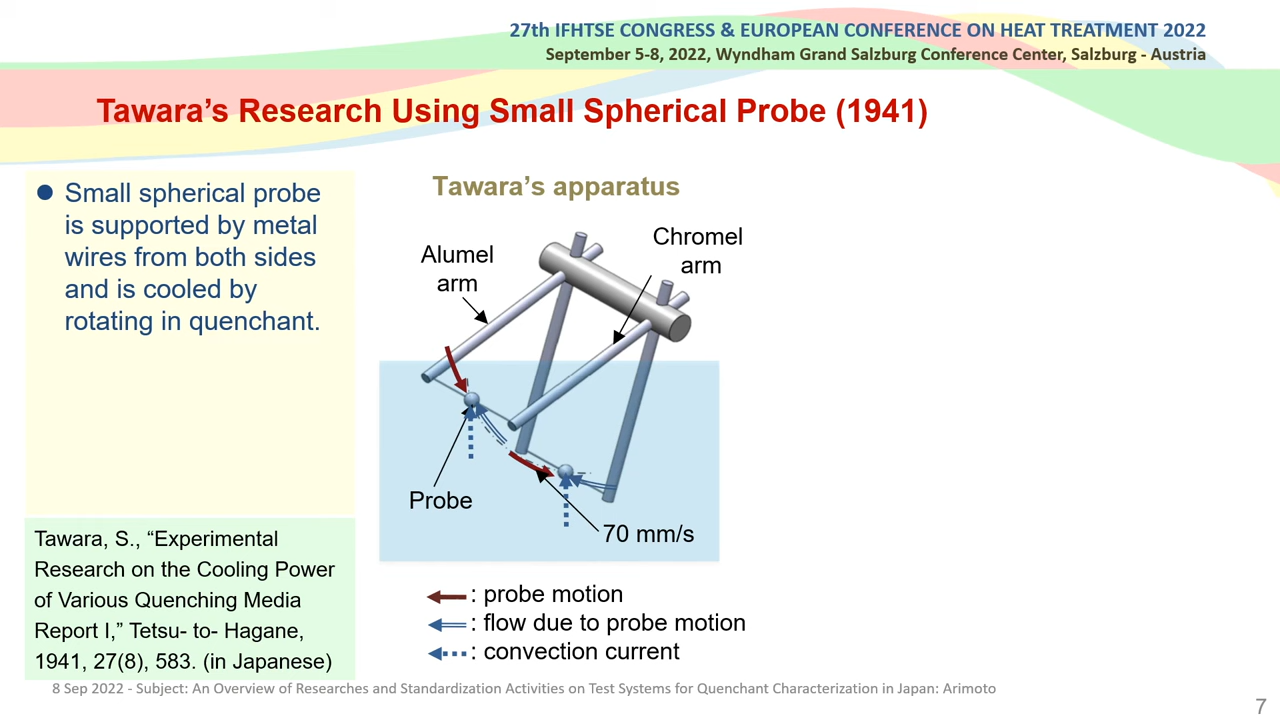 27th IFHTSE CONGRESS & EUROPEAN CONFERENCE ON HEAT TREATMENT 2022
September 5-8, 2022, Wyndham Grand Salzburg Conference Center, Salzburg - Austria
Tawara’s Research Using Small Spherical Probe (1941)
● Small spherical probe
is supported by metal
wires from both sides
and is cooled by
rotating in quenchant.
Tawara, S., “Experimental
Research on the Cooling Power
of Various Quenching Media
Report I,” Tetsu- to- Hagane,
1941, 27(8), 583. (in Japanese)
Tawara’s apparatus
Alumel
arm
Chromel
arm
Probe
70 mm/s
: probe motion
: flow due to probe motion
: convection current
8 Sep 2022 - Subject: An Overview of Researches and Standardization Activities on Test Systems for Quenchant Characterization in Japan: Arimoto
7